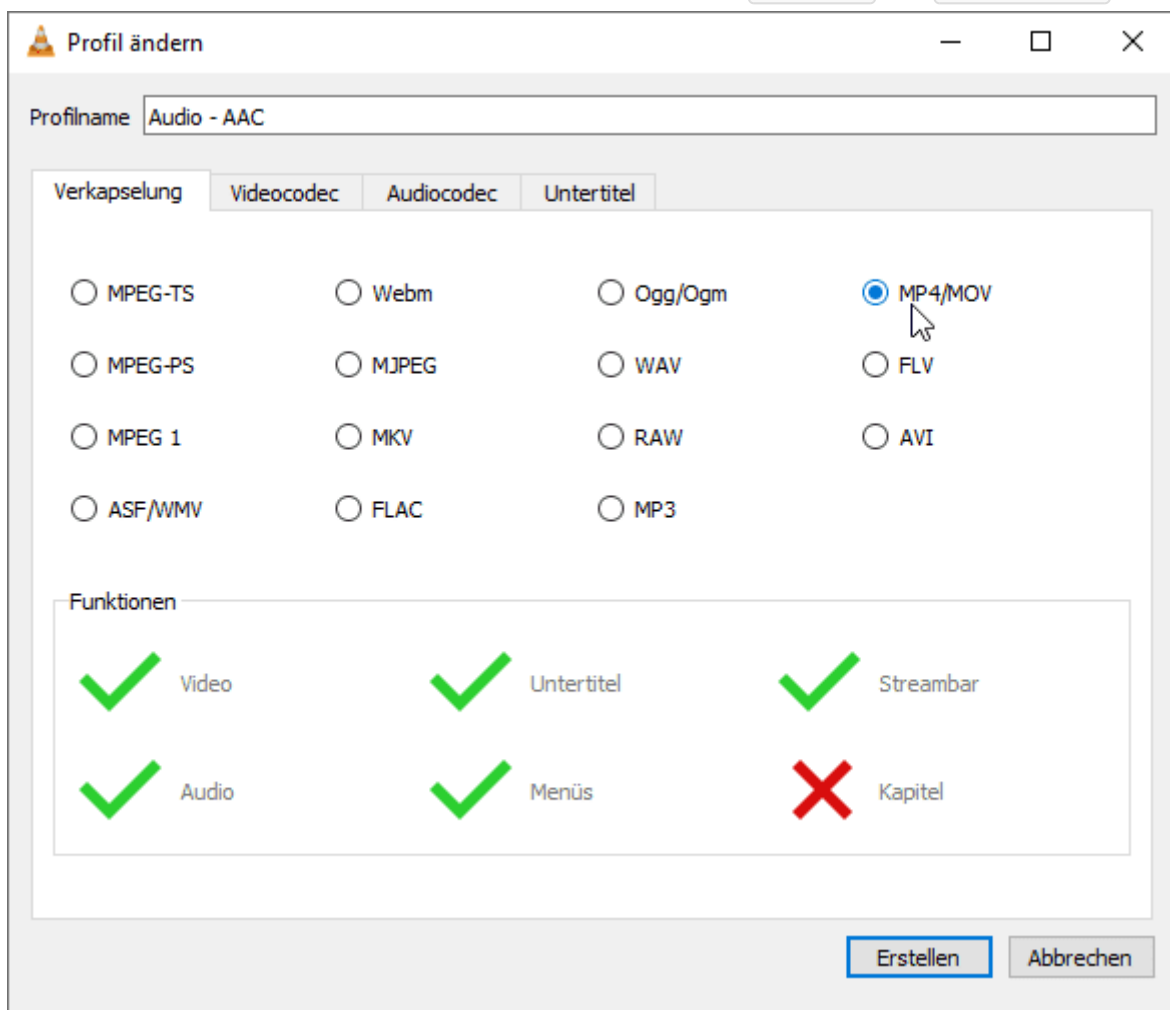 Profil ändern
Profilname Audio - AAC
Verkapselung Videocodec Audiocodec Untertitel
MPEG-TS Webm Ogg/Ogm MP4/MOV
MPEG-PS MJPEG WAV FLV
MPEG 1 MKV RAW AVI
ASF/WMV FLAC MP3
Funktionen
Video Untertitel Streambar
Audio Menüs Kapitel
Erstellen Abbrechen